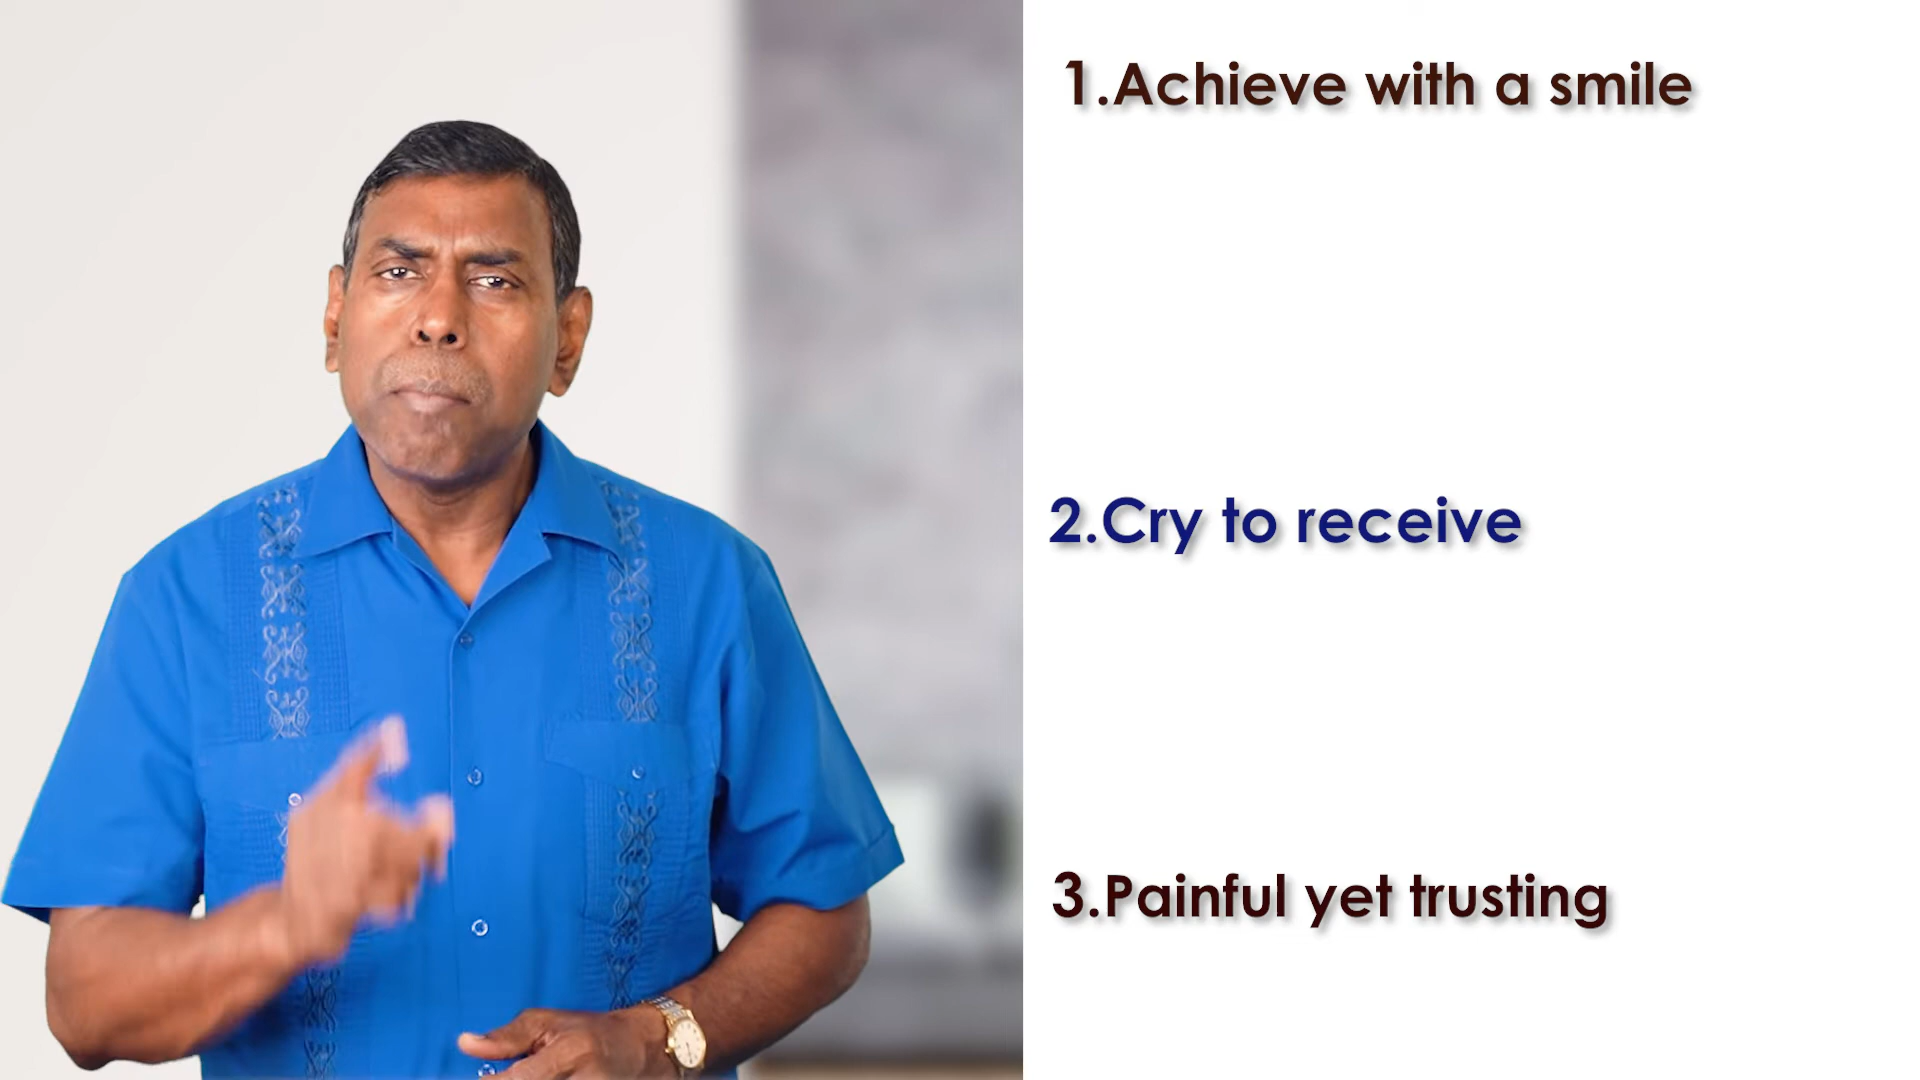 1.Achieve with a smile
2.Cry to receive
3.Painful yet trusting